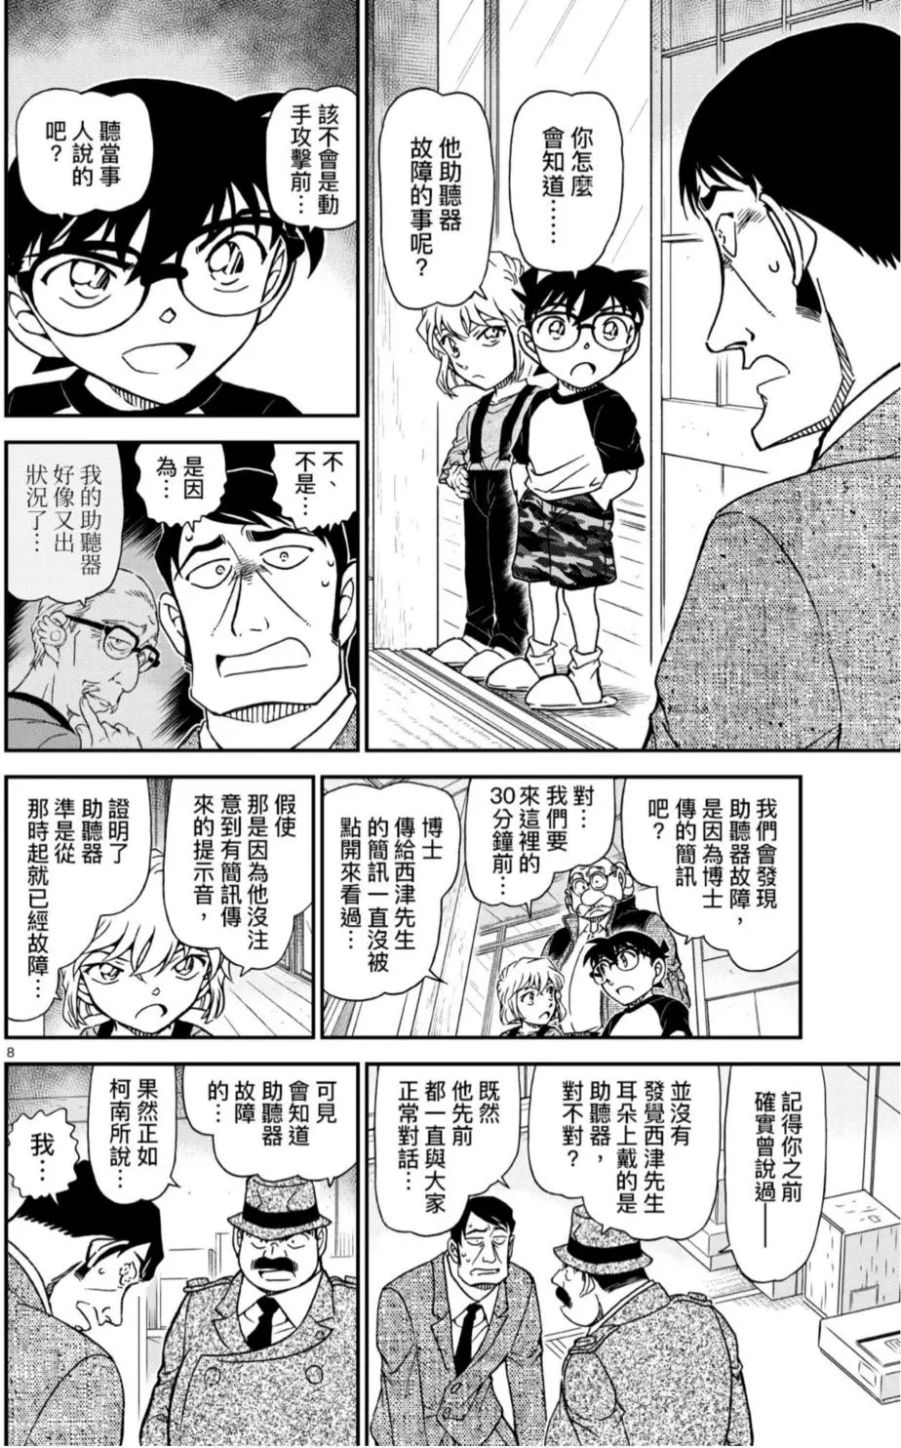 你怎麼
會知道……
他助聽器
故障的事呢？
該不會是動
手攻擊前…
聽當事
人說的
吧？
不、
不是…
是因
為…
我的助聽器
好像又出
狀況了…
我們會發現
助聽器故障，
是因為博士
傳的簡訊
吧？
對…
我們要
來這裡的
30分鐘前…
博士
傳給西津先生
的簡訊一直沒被
點開來看過…
假使
那是因為他沒注
意到有簡訊傳
來的提示音，
證明了
助聽器
準是從
那時起就已經故障…
8
記得你之前
確實曾說過——
並沒有
發覺西津先生
耳朵上戴的是
助聽器，
對不對？
既然
他先前
都一直與大家
正常對話…
可見
會知道
助聽器
故障
的…
果然正如
柯南所說…
我…